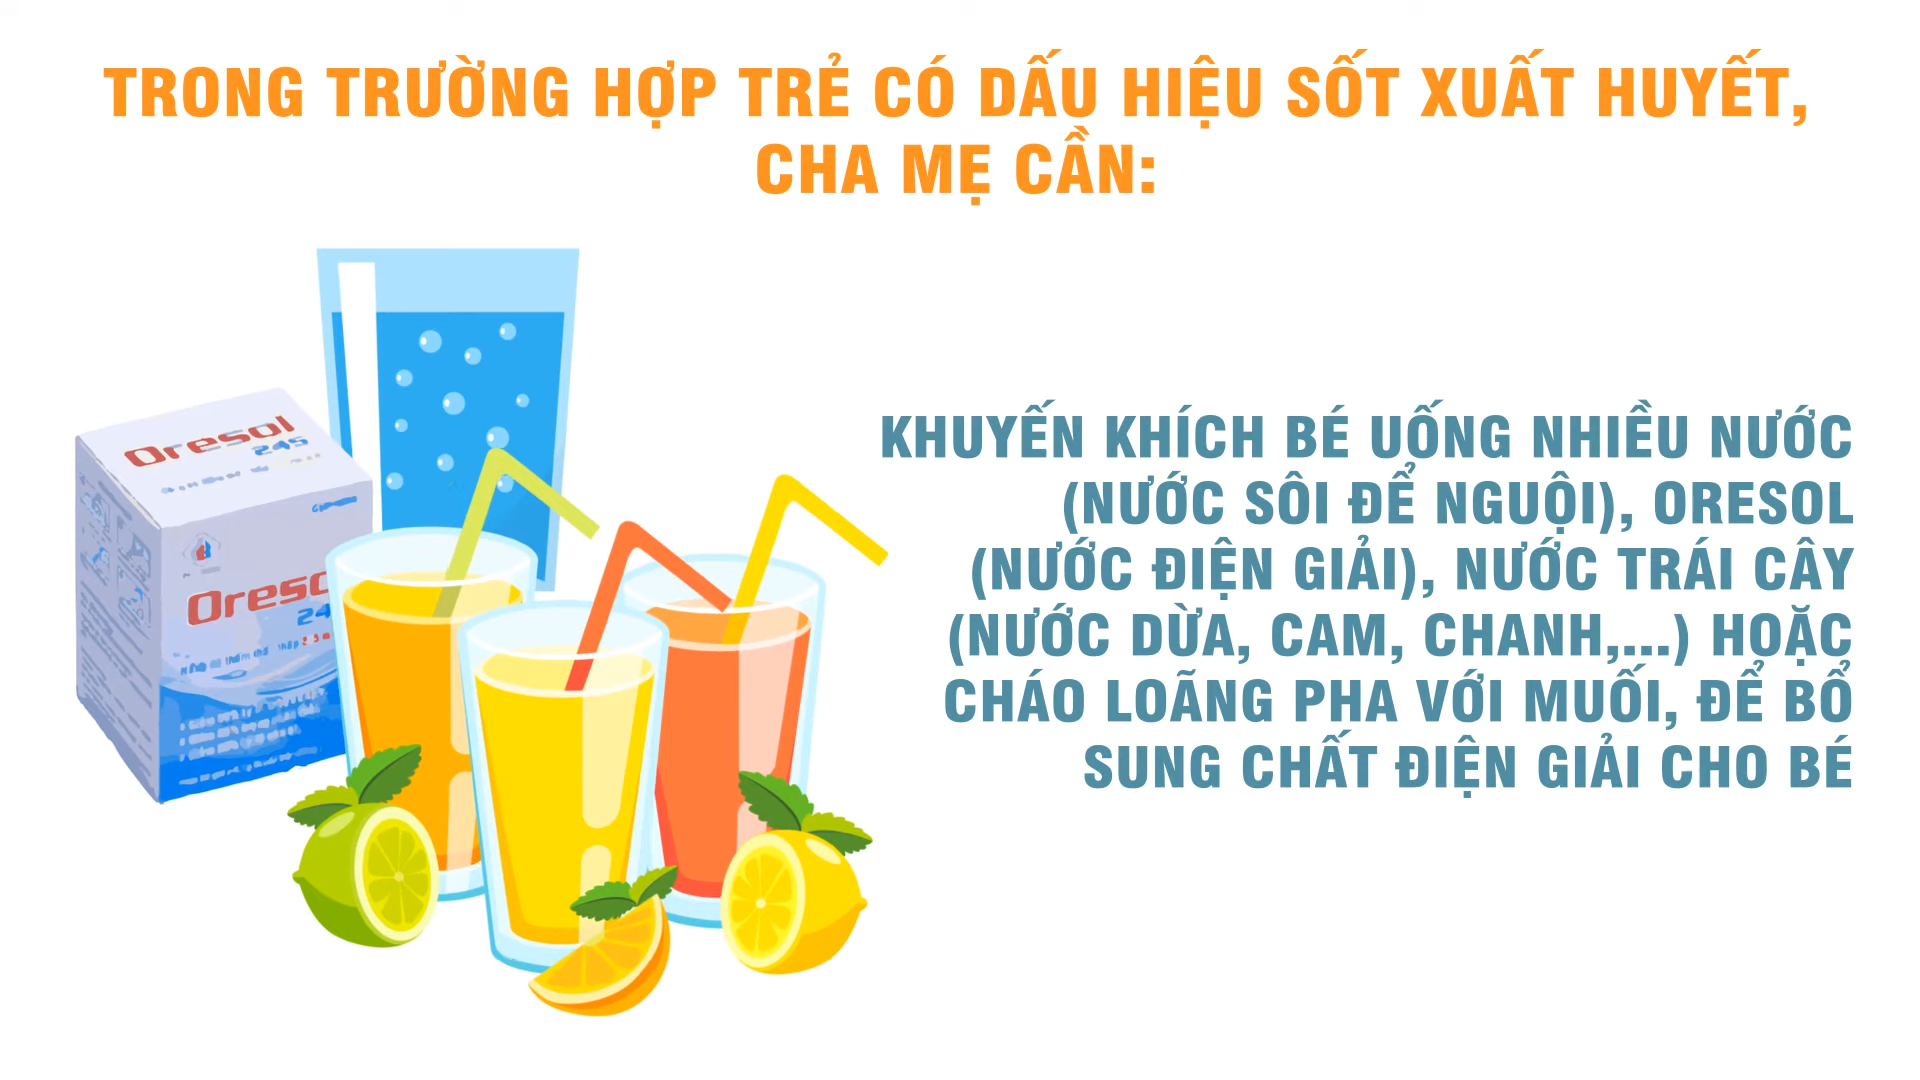 TRONG TRƯỜNG HỢP TRẺ CÓ DẤU HIỆU SỐT XUẤT HUYẾT,
CHA MẸ CẦN:
KHUYẾN KHÍCH BÉ UỐNG NHIỀU NƯỚC
(NƯỚC SÔI ĐỂ NGUỘI), ORESOL
(NƯỚC ĐIỆN GIẢI), NƯỚC TRÁI CÂY
(NƯỚC DỪA, CAM, CHANH,...) HOẶC
CHÁO LOÃNG PHA VỚI MUỐI, ĐỂ BỔ
SUNG CHẤT ĐIỆN GIẢI CHO BÉ
Oresol
245